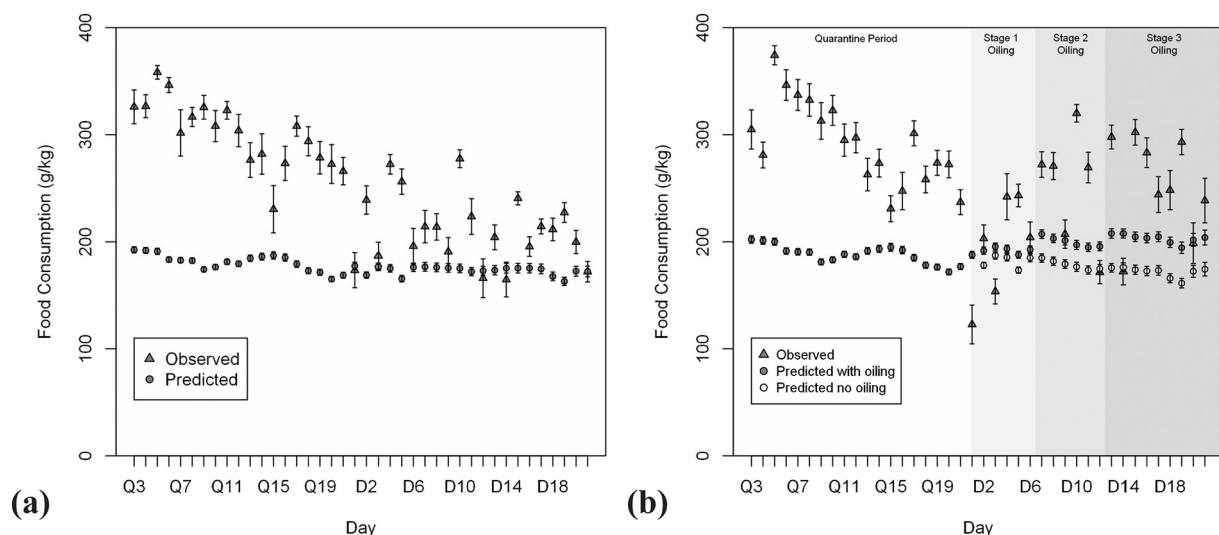 400
300
200
100
0
Food Consumption (g/kg)
Observed
Predicted
Q3 Q7 Q11 Q15 Q19 D2 D6 D10 D14 D18
Day
(a)
400
300
200
100
0
Food Consumption (g/kg)
Quarantine Period
Stage 1
Oiling
Stage 2
Oiling
Stage 3
Oiling
Observed
Predicted with oiling
Predicted no oiling
Q3 Q7 Q11 Q15 Q19 D2 D6 D10 D14 D18
Day
(b)